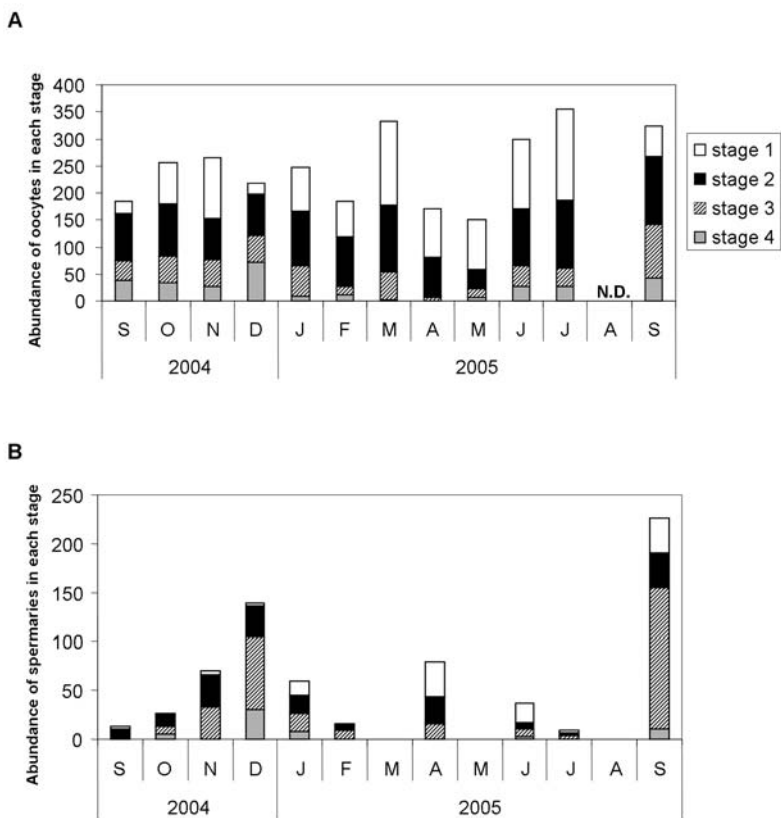 A
Abundance of oocytes in each stage
400
350
300
250
200
150
100
50
0
N.D.
S O N D J F M A M J J A S
2004 2005
stage 1
stage 2
stage 3
stage 4
B
Abundance of spermaries in each stage
250
200
150
100
50
0
S O N D J F M A M J J A S
2004 2005